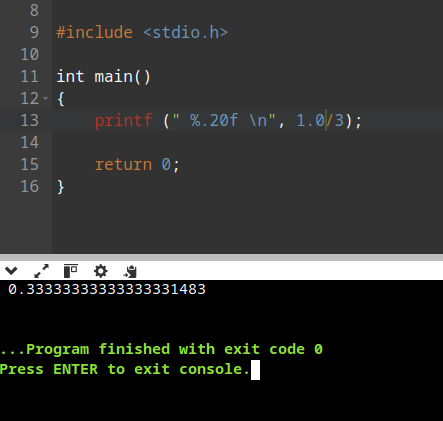 8
9 #include <stdio.h>
10
11 int main()
12 {
13 printf (" %.20f \n", 1.0/3);
14
15 return 0;
16 }
0.33333333333333331483
...Program finished with exit code 0
Press ENTER to exit console.